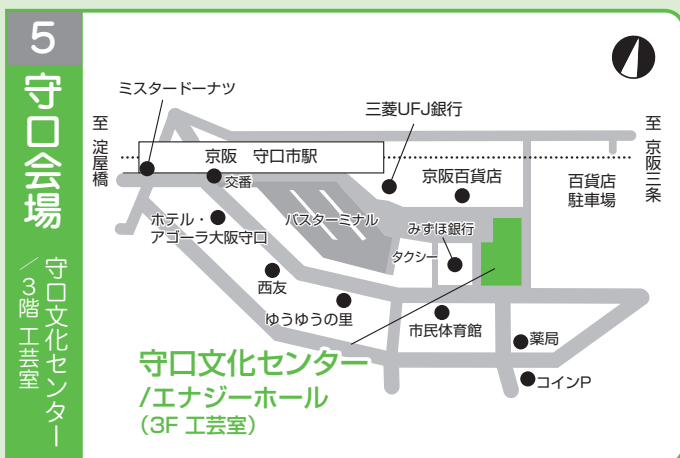 5
守口会場
守口文化センター
／3階 工芸室
ミスタードーナツ
三菱UFJ銀行
至 淀屋橋
京阪 守口市駅
至 京阪三条
交番
京阪百貨店
百貨店
駐車場
ホテル・
アゴーラ大阪守口
バスターミナル
みずほ銀行
タクシー
西友
ゆうゆうの里
市民体育館
薬局
コインP
守口文化センター
/エナジーホール
（3F 工芸室）